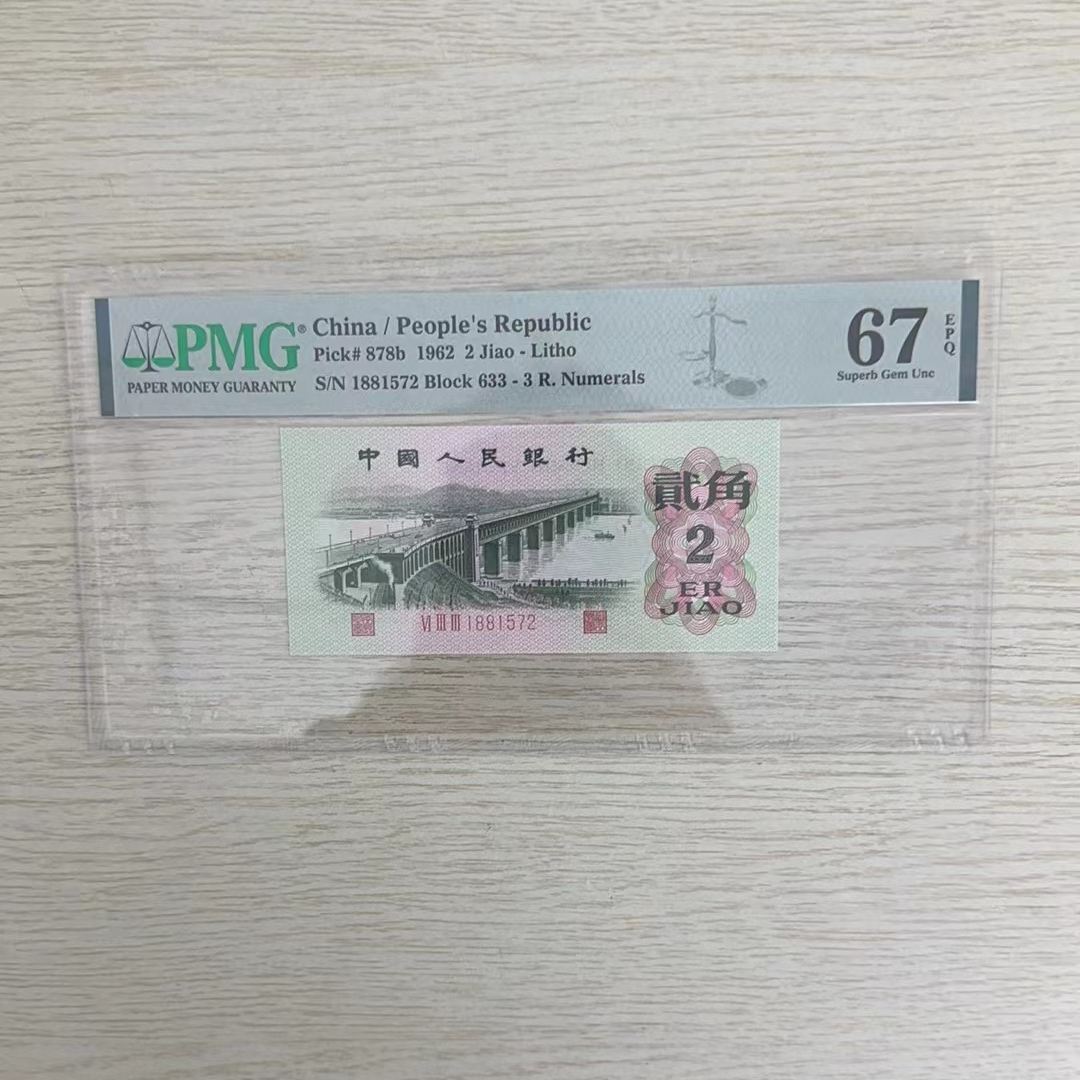 PMG®
PAPER MONEY GUARANTY
China / People's Republic
Pick# 878b 1962 2 Jiao - Litho
S/N 1881572 Block 633 - 3 R. Numerals
67
EPQ
Superb Gem Unc
中國人民銀行
貳角
2
ER
JIAO
VI III III 1881572